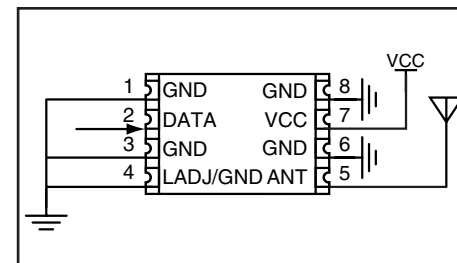 VCC
1 GND GND 8
2 DATA VCC 7
3 GND GND 6
4 LADJ/GND ANT 5